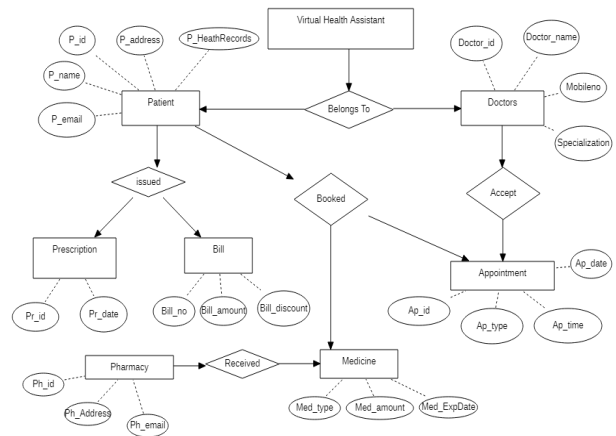 Virtual Health Assistant
P_id
P_address
P_HeathRecords
P_name
P_email
Patient
Belongs To
Doctor_id
Doctor_name
Mobileno
Specialization
Doctors
issued
Booked
Accept
Prescription
Bill
Appointment
Ap_date
Pr_id
Pr_date
Bill_no
Bill_amount
Bill_discount
Ap_id
Ap_type
Ap_time
Pharmacy
Received
Medicine
Ph_id
Ph_Address
Ph_email
Med_type
Med_amount
Med_ExpDate